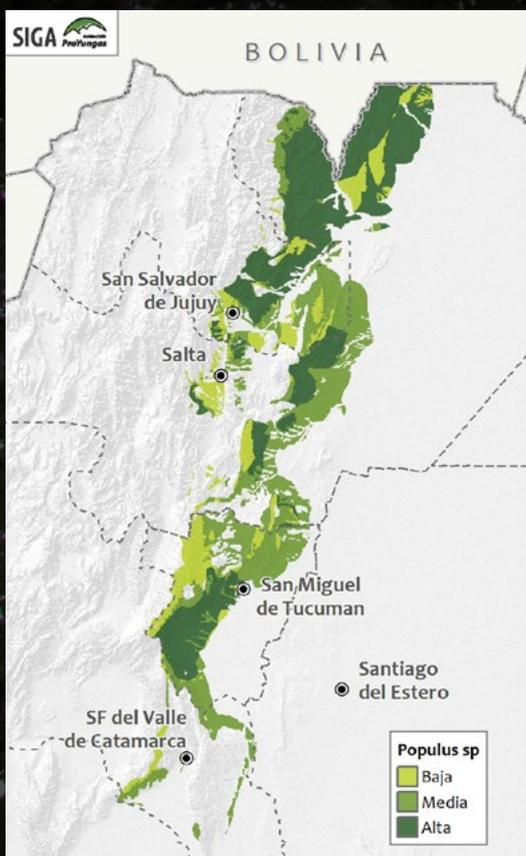 SIGA
FUNDACIÓN
ProYungas
BOLIVIA
San Salvador
de Jujuy
Salta
San Miguel
de Tucuman
Santiago
del Estero
SF del Valle
de Catamarca
Populus sp
Baja
Media
Alta